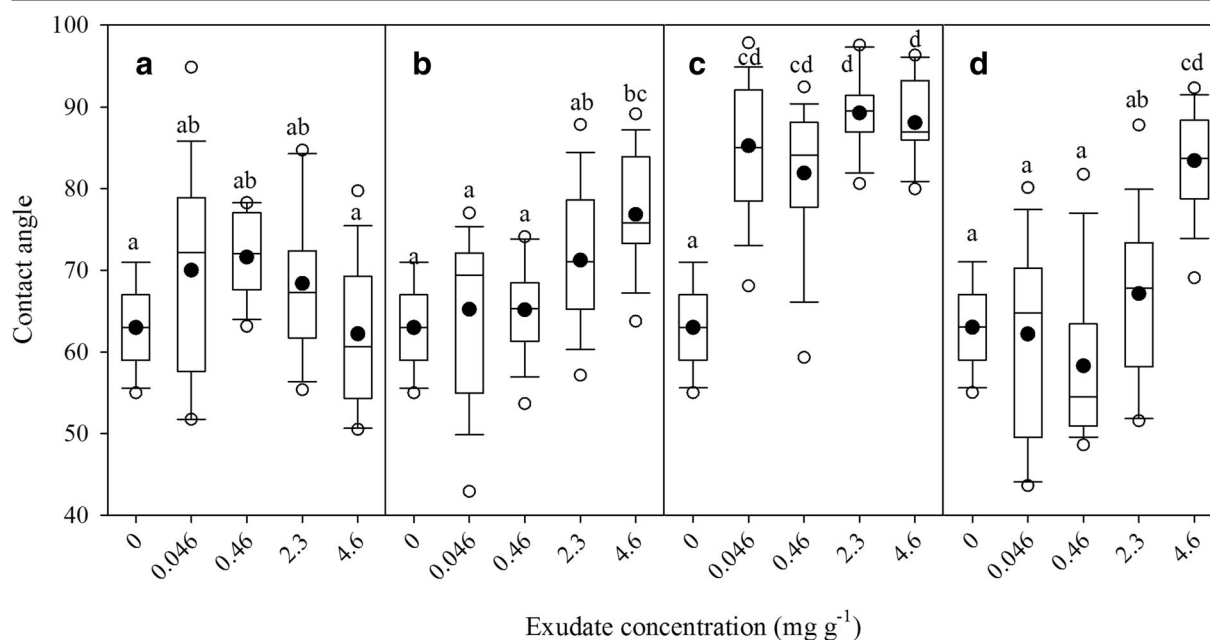 100
90
80
70
60
50
40
Contact angle
a
b
c
d
a
ab
ab
ab
a
a
a
a
ab
bc
a
cd
cd
d
d
a
a
a
ab
cd
0
0.046
0.46
2.3
4.6
0
0.046
0.46
2.3
4.6
0
0.046
0.46
2.3
4.6
0
0.046
0.46
2.3
4.6
Exudate concentration (mg g⁻¹)